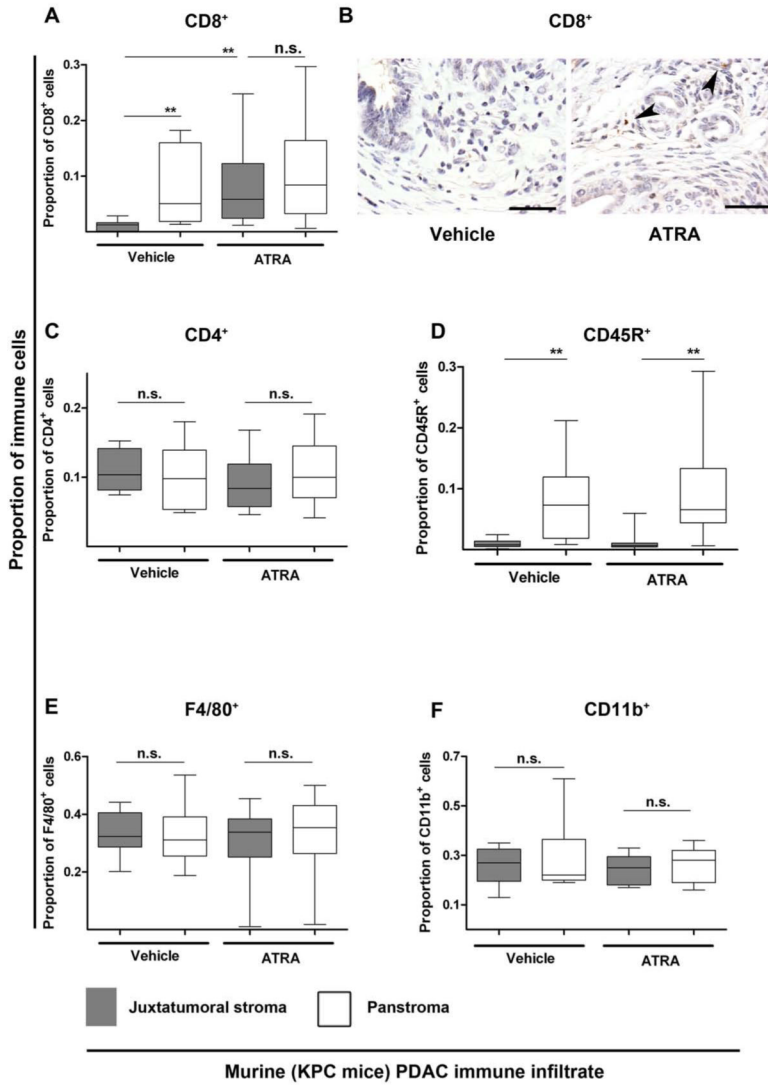 A
CD8⁺
Proportion of CD8⁺ cells
0.3
0.2
0.1
**
**
n.s.
Vehicle
ATRA
B
CD8⁺
Vehicle
ATRA
Proportion of immune cells
C
CD4⁺
Proportion of CD4⁺ cells
0.2
0.1
n.s.
n.s.
Vehicle
ATRA
D
CD45R⁺
Proportion of CD45R⁺ cells
0.3
0.2
0.1
**
**
Vehicle
ATRA
E
F4/80⁺
Proportion of F4/80⁺ cells
0.6
0.4
0.2
n.s.
n.s.
Vehicle
ATRA
F
CD11b⁺
Proportion of CD11b⁺ cells
0.7
0.5
0.3
0.1
n.s.
n.s.
Vehicle
ATRA
Juxtatumoral stroma
Panstroma
Murine (KPC mice) PDAC immune infiltrate